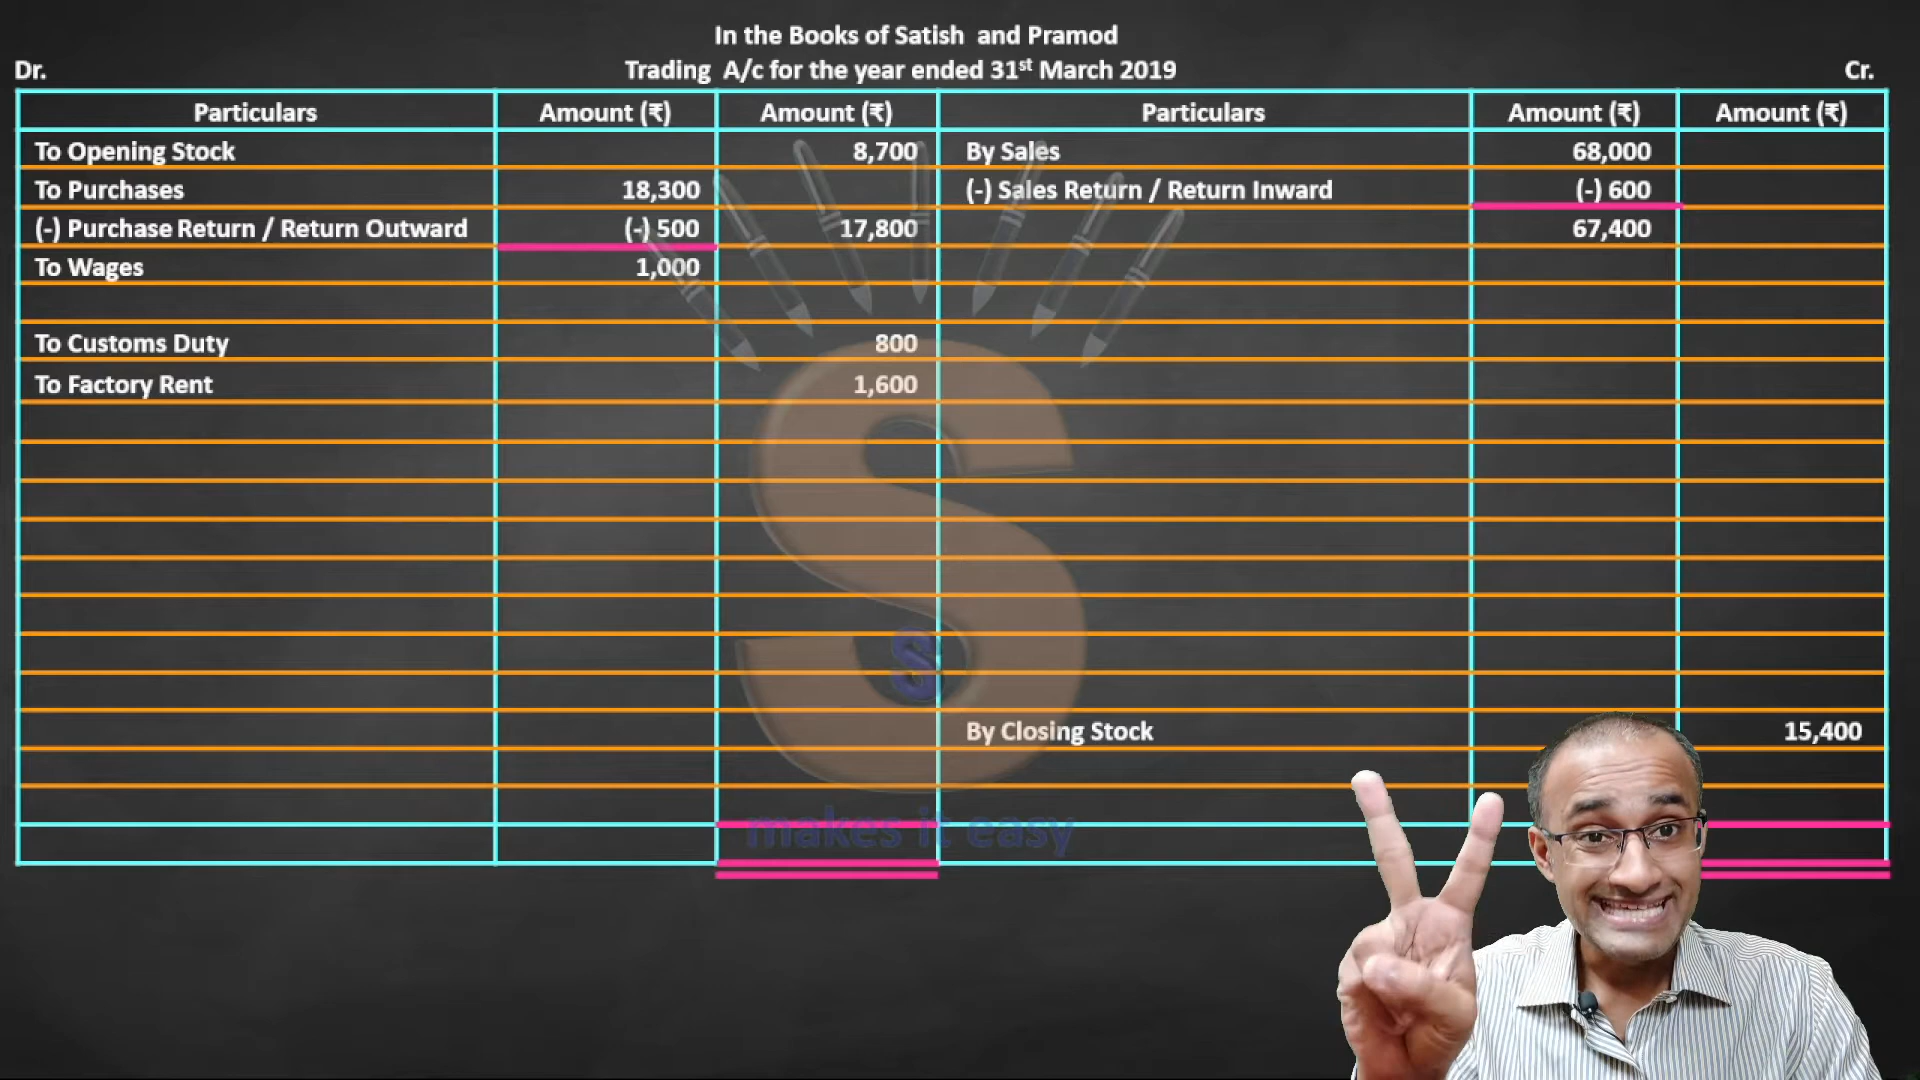 In the Books of Satish and Pramod
Dr. Trading A/c for the year ended 31st March 2019 Cr.
Particulars Amount (₹) Amount (₹) Particulars Amount (₹) Amount (₹)
To Opening Stock 8,700 By Sales 68,000
To Purchases 18,300 (-) Sales Return / Return Inward (-) 600
(-) Purchase Return / Return Outward (-) 500 17,800 67,400
To Wages 1,000
To Customs Duty 800
To Factory Rent 1,600
S
By Closing Stock 15,400
makes it easy